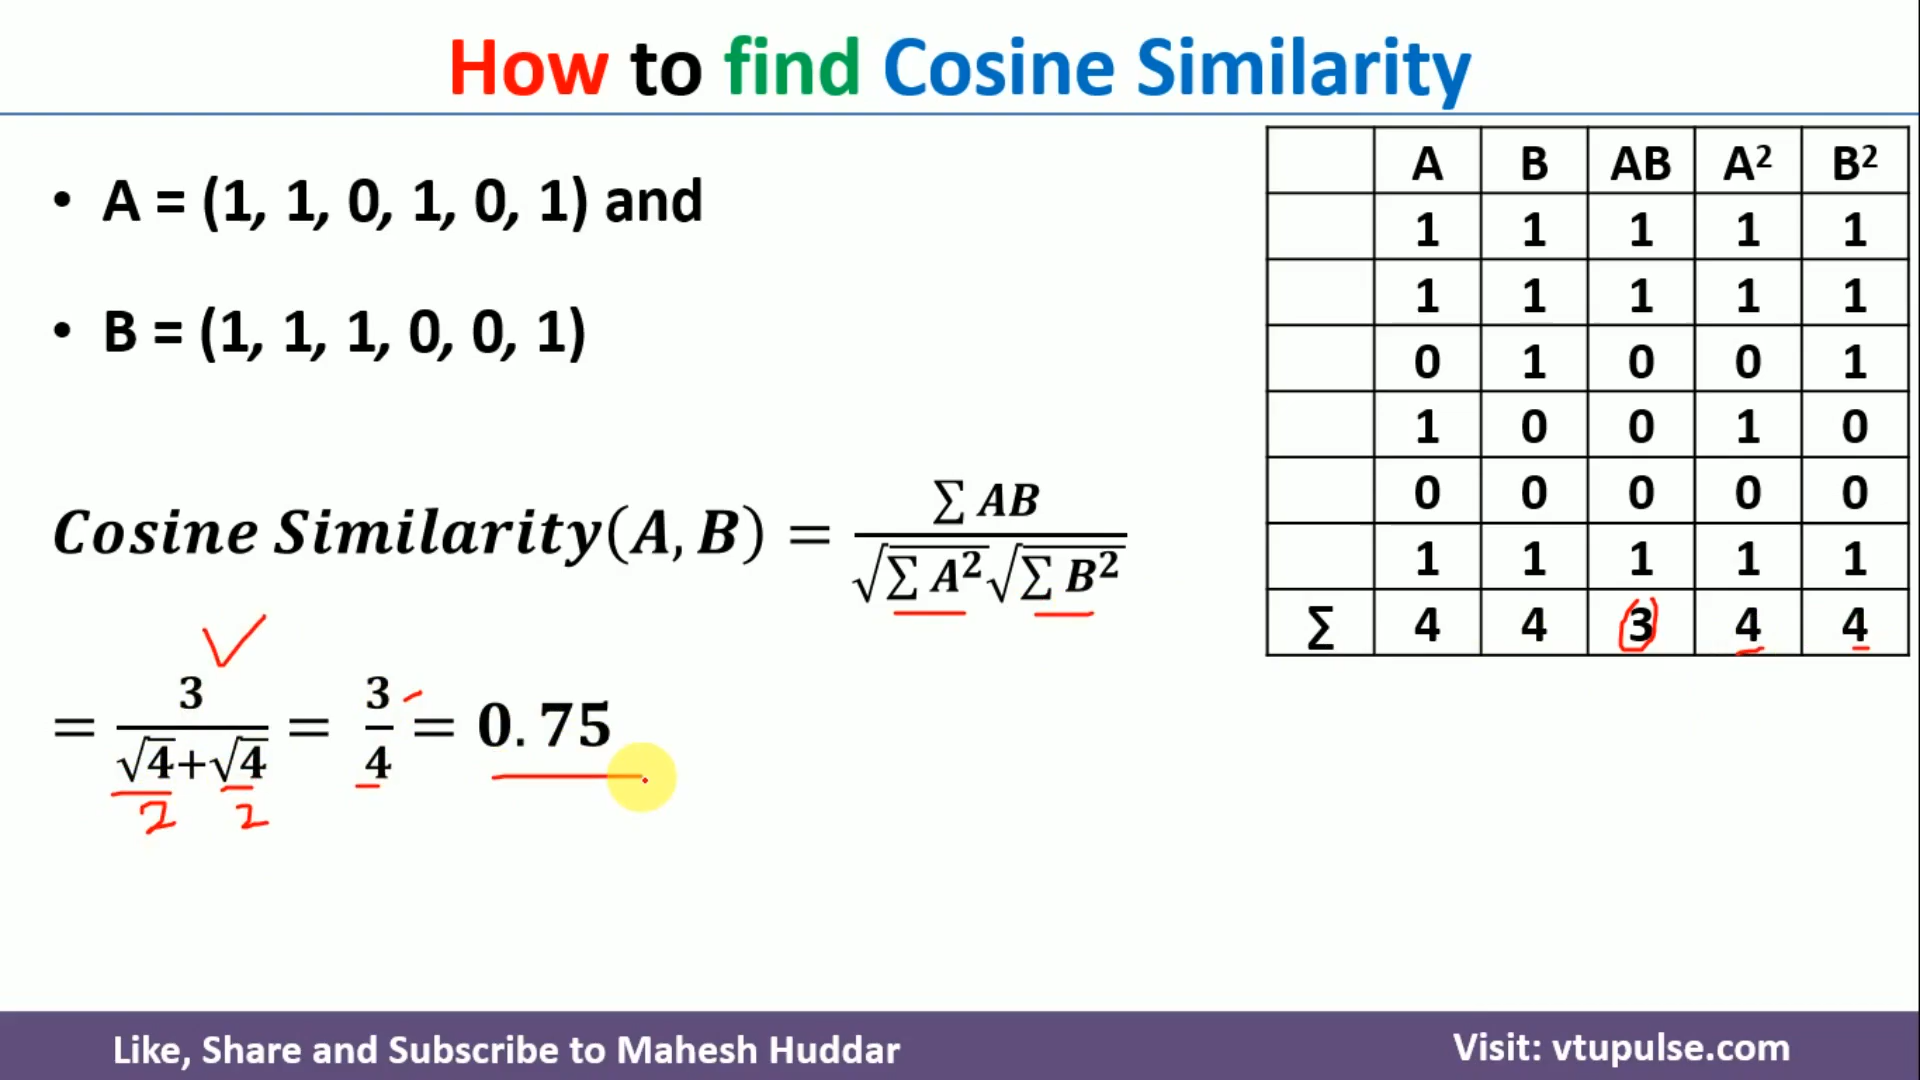 How to find Cosine Similarity
• A = (1, 1, 0, 1, 0, 1) and
• B = (1, 1, 1, 0, 0, 1)
Cosine Similarity(A, B) = ∑ AB / √∑ A² √∑ B²
= 3 / √4+√4 = 3 / 4 = 0.75
2 2
A B AB A² B²
1 1 1 1 1
1 1 1 1 1
0 1 0 0 1
1 0 0 1 0
0 0 0 0 0
1 1 1 1 1
∑ 4 4 3 4 4
Like, Share and Subscribe to Mahesh Huddar
Visit: vtupulse.com